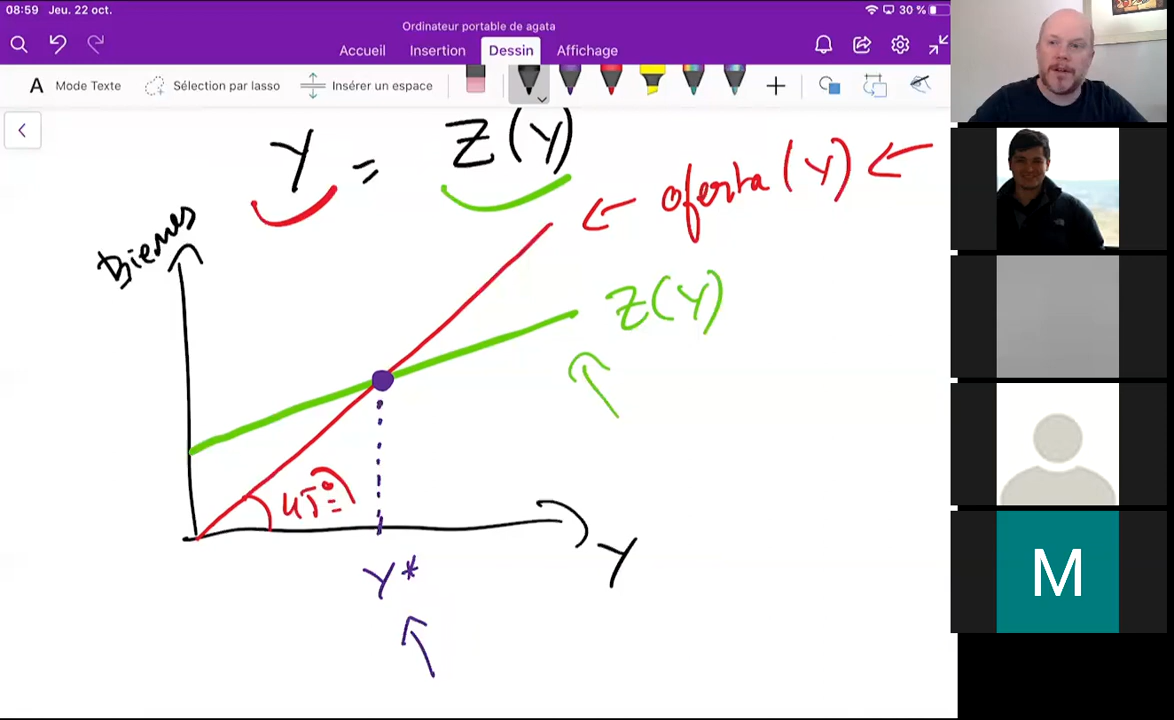 08:59 Jeu. 22 oct.
30 %
Ordinateur portable de agata
Accueil Insertion Dessin Affichage
A Mode Texte Sélection par lasso Insérer un espace
Y = Z(Y)
← oferta (Y) ←
Bienes
Z(Y)
45º
Y
Y*
M